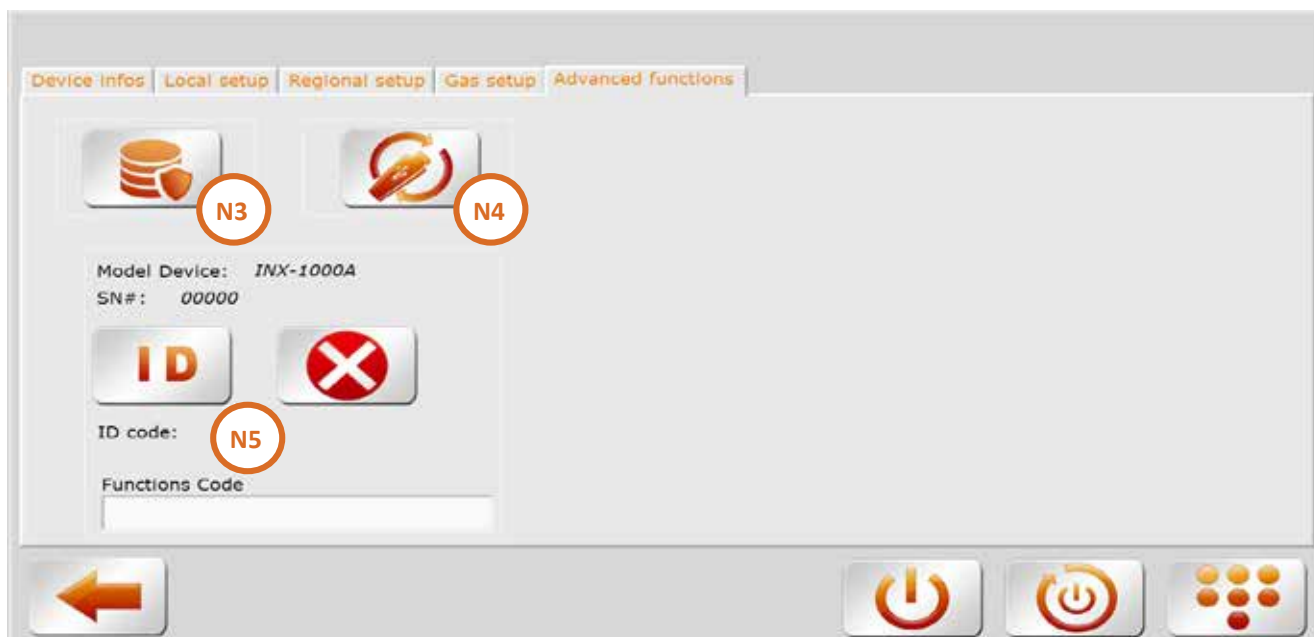 Device infos Local setup Regional setup Gas setup Advanced functions
N3 N4
Model Device: INX-1000A
SN#: 00000
ID
ID code: N5
Functions Code